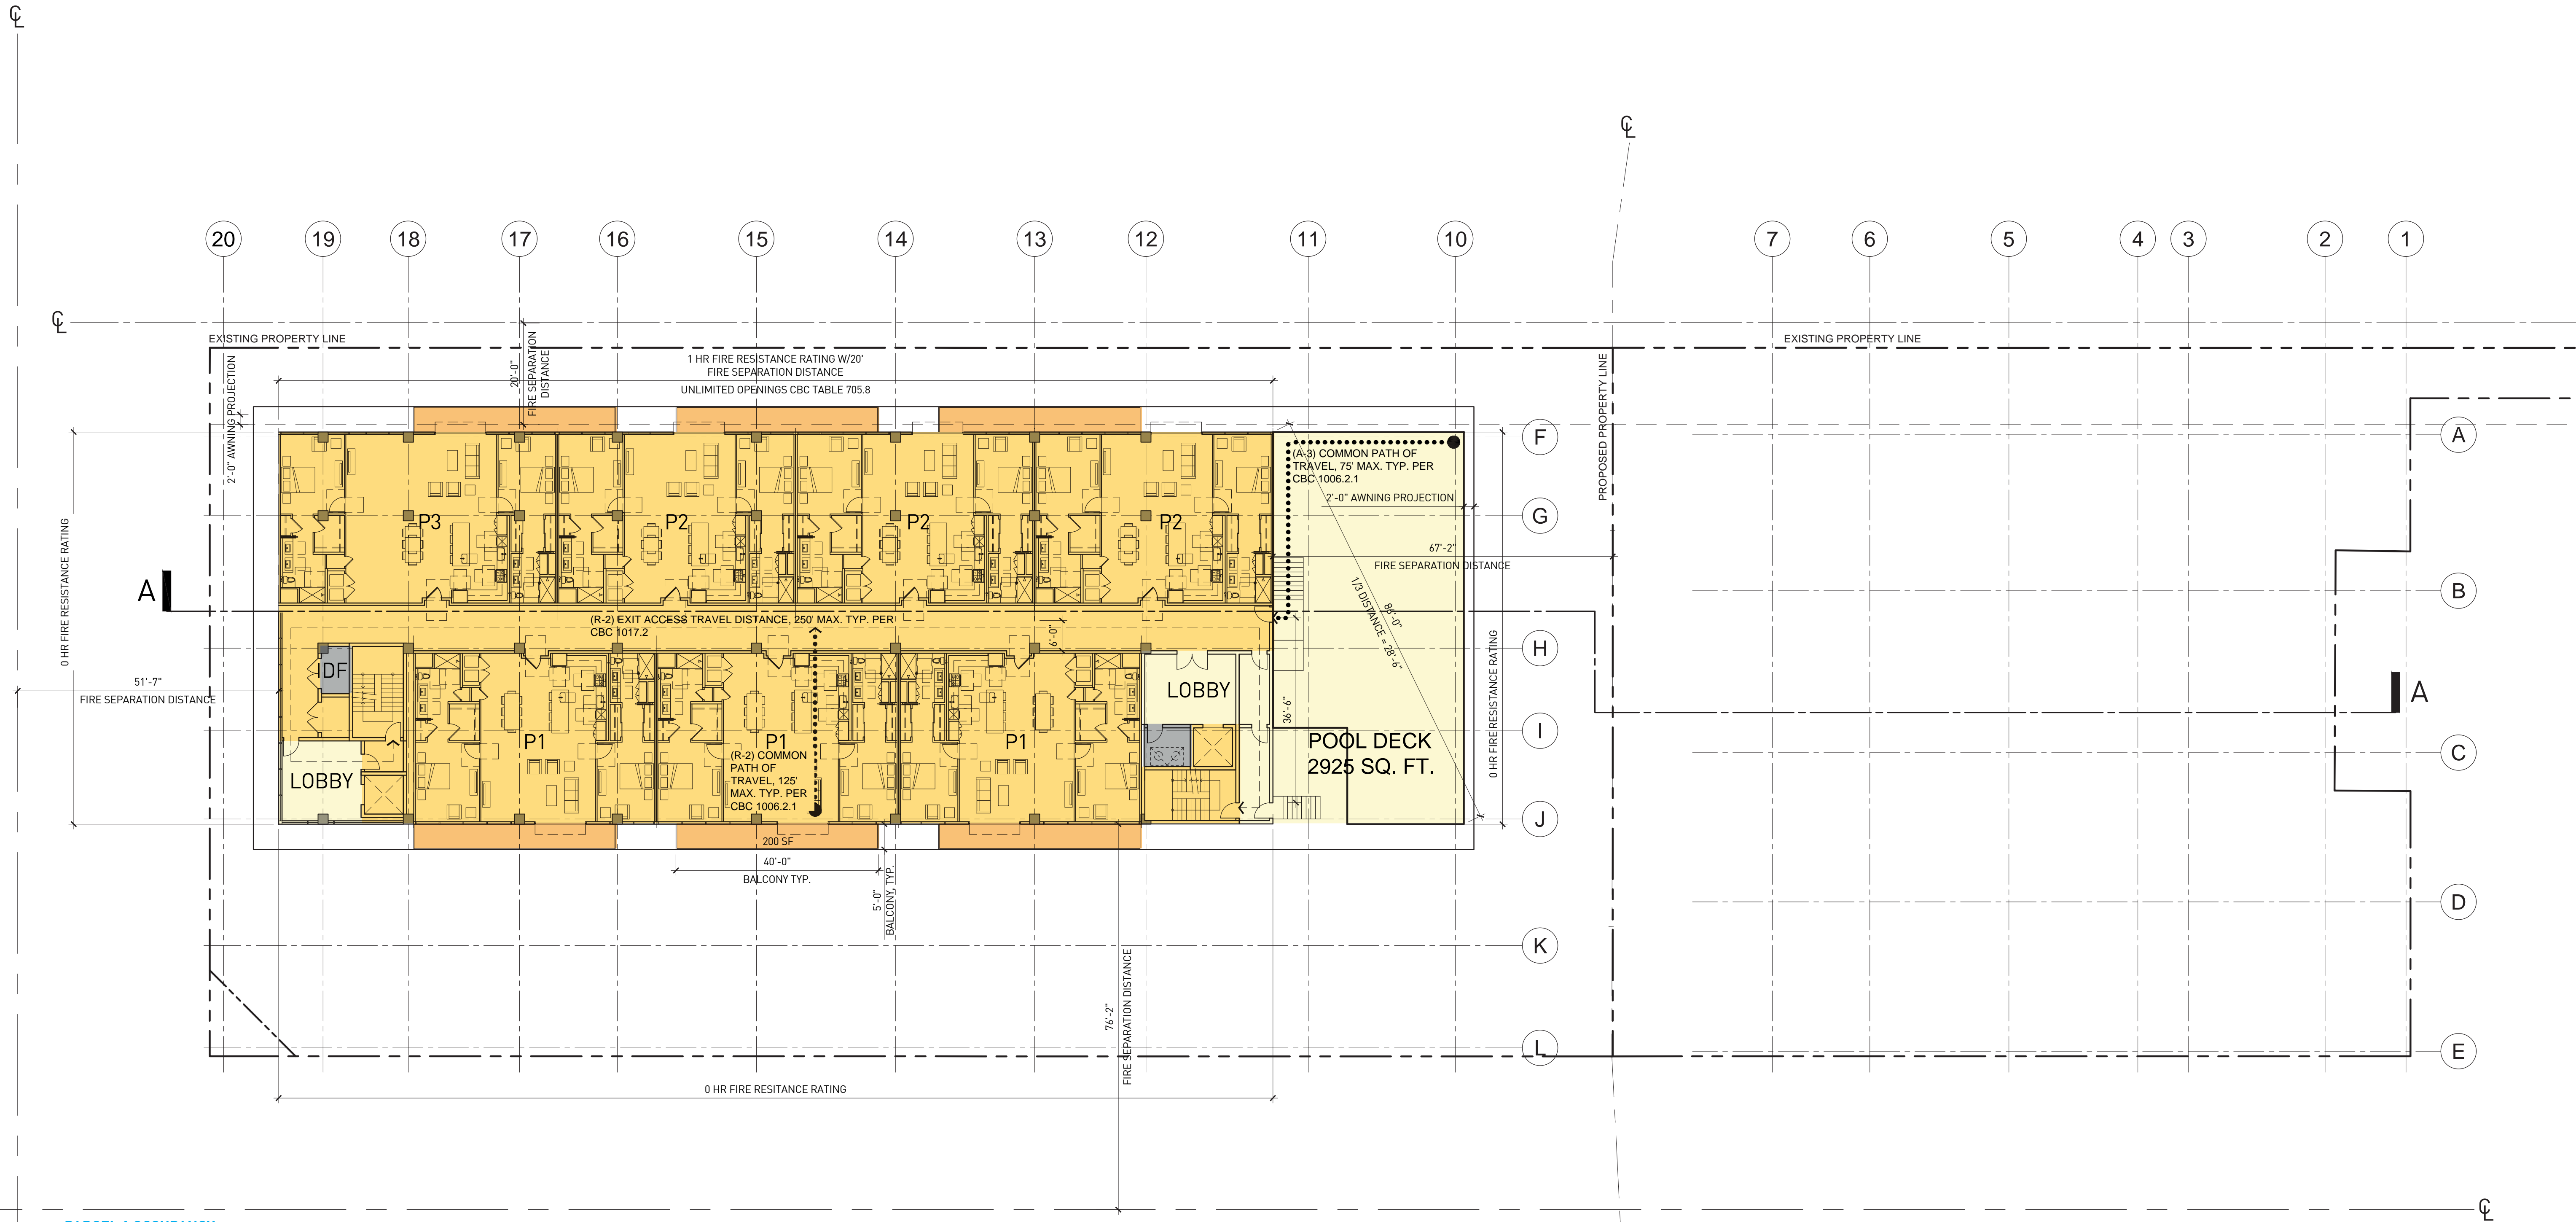 ℄
℄
20
19
18
17
16
15
14
13
12
11
10
7
6
5
4
3
2
1
℄
EXISTING PROPERTY LINE
EXISTING PROPERTY LINE
20'-0"
FIRE SEPARATION
DISTANCE
1 HR FIRE RESISTANCE RATING W/20'
FIRE SEPARATION DISTANCE
UNLIMITED OPENINGS CBC TABLE 705.8
2'-0" AWNING PROJECTION
PROPOSED PROPERTY LINE
F
A
(A-3) COMMON PATH OF
TRAVEL, 75' MAX. TYP. PER
CBC 1006.2.1
2'-0" AWNING PROJECTION
P3
P2
P2
P2
G
67'-2"
FIRE SEPARATION DISTANCE
0 HR FIRE RESISTANCE RATING
A
B
86'-0"
1/3 DISTANCE = 28'-6"
(R-2) EXIT ACCESS TRAVEL DISTANCE, 250' MAX. TYP. PER
CBC 1017.2
6'-0"
H
0 HR FIRE RESISTANCE RATING
IDF
51'-7"
FIRE SEPARATION DISTANCE
LOBBY
A
36'-6"
I
P1
P1
P1
POOL DECK
2925 SQ. FT.
C
(R-2) COMMON
PATH OF
TRAVEL, 125'
MAX. TYP. PER
CBC 1006.2.1
LOBBY
J
200 SF
40'-0"
BALCONY TYP.
5'-0"
BALCONY, TYP.
D
K
76'-2"
FIRE SEPARATION DISTANCE
L
E
0 HR FIRE RESITANCE RATING
℄